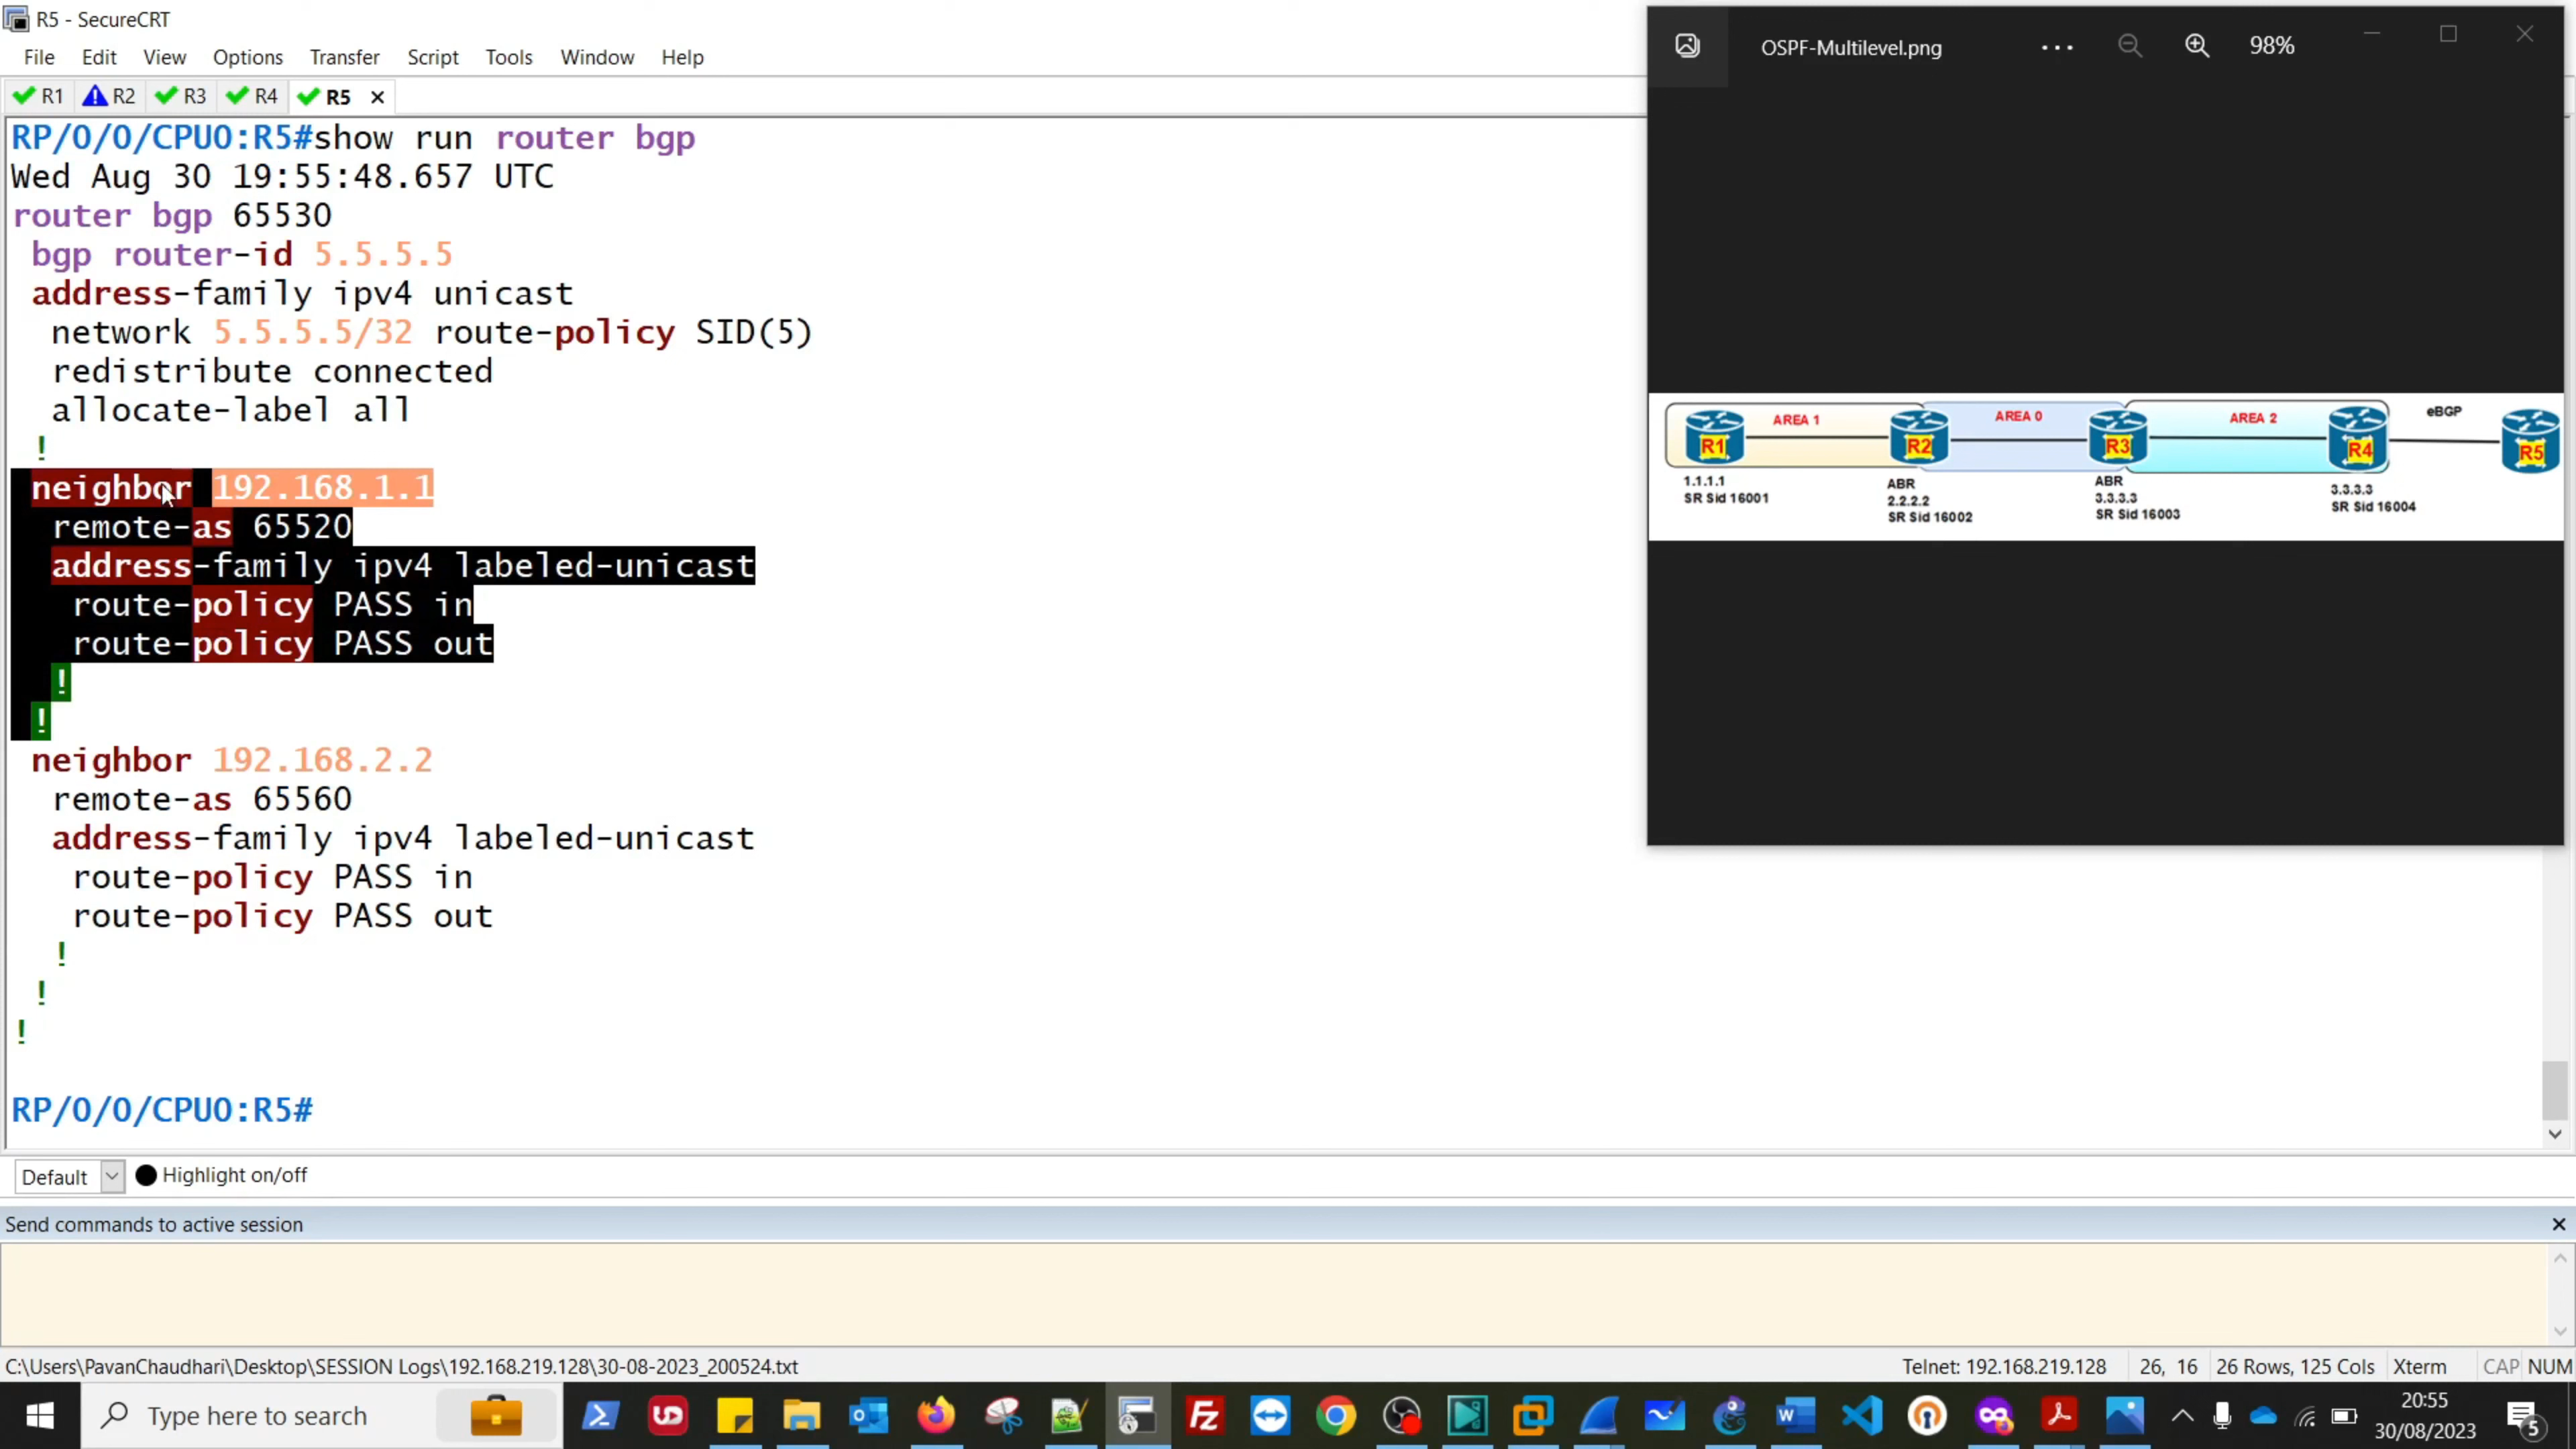 R5 - SecureCRT
File Edit View Options Transfer Script Tools Window Help
R1 R2 R3 R4 R5
RP/0/0/CPU0:R5#show run router bgp
Wed Aug 30 19:55:48.657 UTC
router bgp 65530
bgp router-id 5.5.5.5
address-family ipv4 unicast
network 5.5.5.5/32 route-policy SID(5)
redistribute connected
allocate-label all
!
neighbor 192.168.1.1
remote-as 65520
address-family ipv4 labeled-unicast
route-policy PASS in
route-policy PASS out
!
!
neighbor 192.168.2.2
remote-as 65560
address-family ipv4 labeled-unicast
route-policy PASS in
route-policy PASS out
!
!
!
RP/0/0/CPU0:R5#
OSPF-Multilevel.png
98%
AREA 1 AREA 0 AREA 2 eBGP
R1 R2 R3 R4 R5
1.1.1.1
SR Sid 16001
ABR
2.2.2.2
SR Sid 16002
ABR
3.3.3.3
SR Sid 16003
3.3.3.3
SR Sid 16004
Default Highlight on/off
Send commands to active session
C:\Users\PavanChaudhari\Desktop\SESSION Logs\192.168.219.128\30-08-2023_200524.txt
Telnet: 192.168.219.128 26, 16 26 Rows, 125 Cols Xterm CAP NUM
Type here to search
20:55
30/08/2023
5